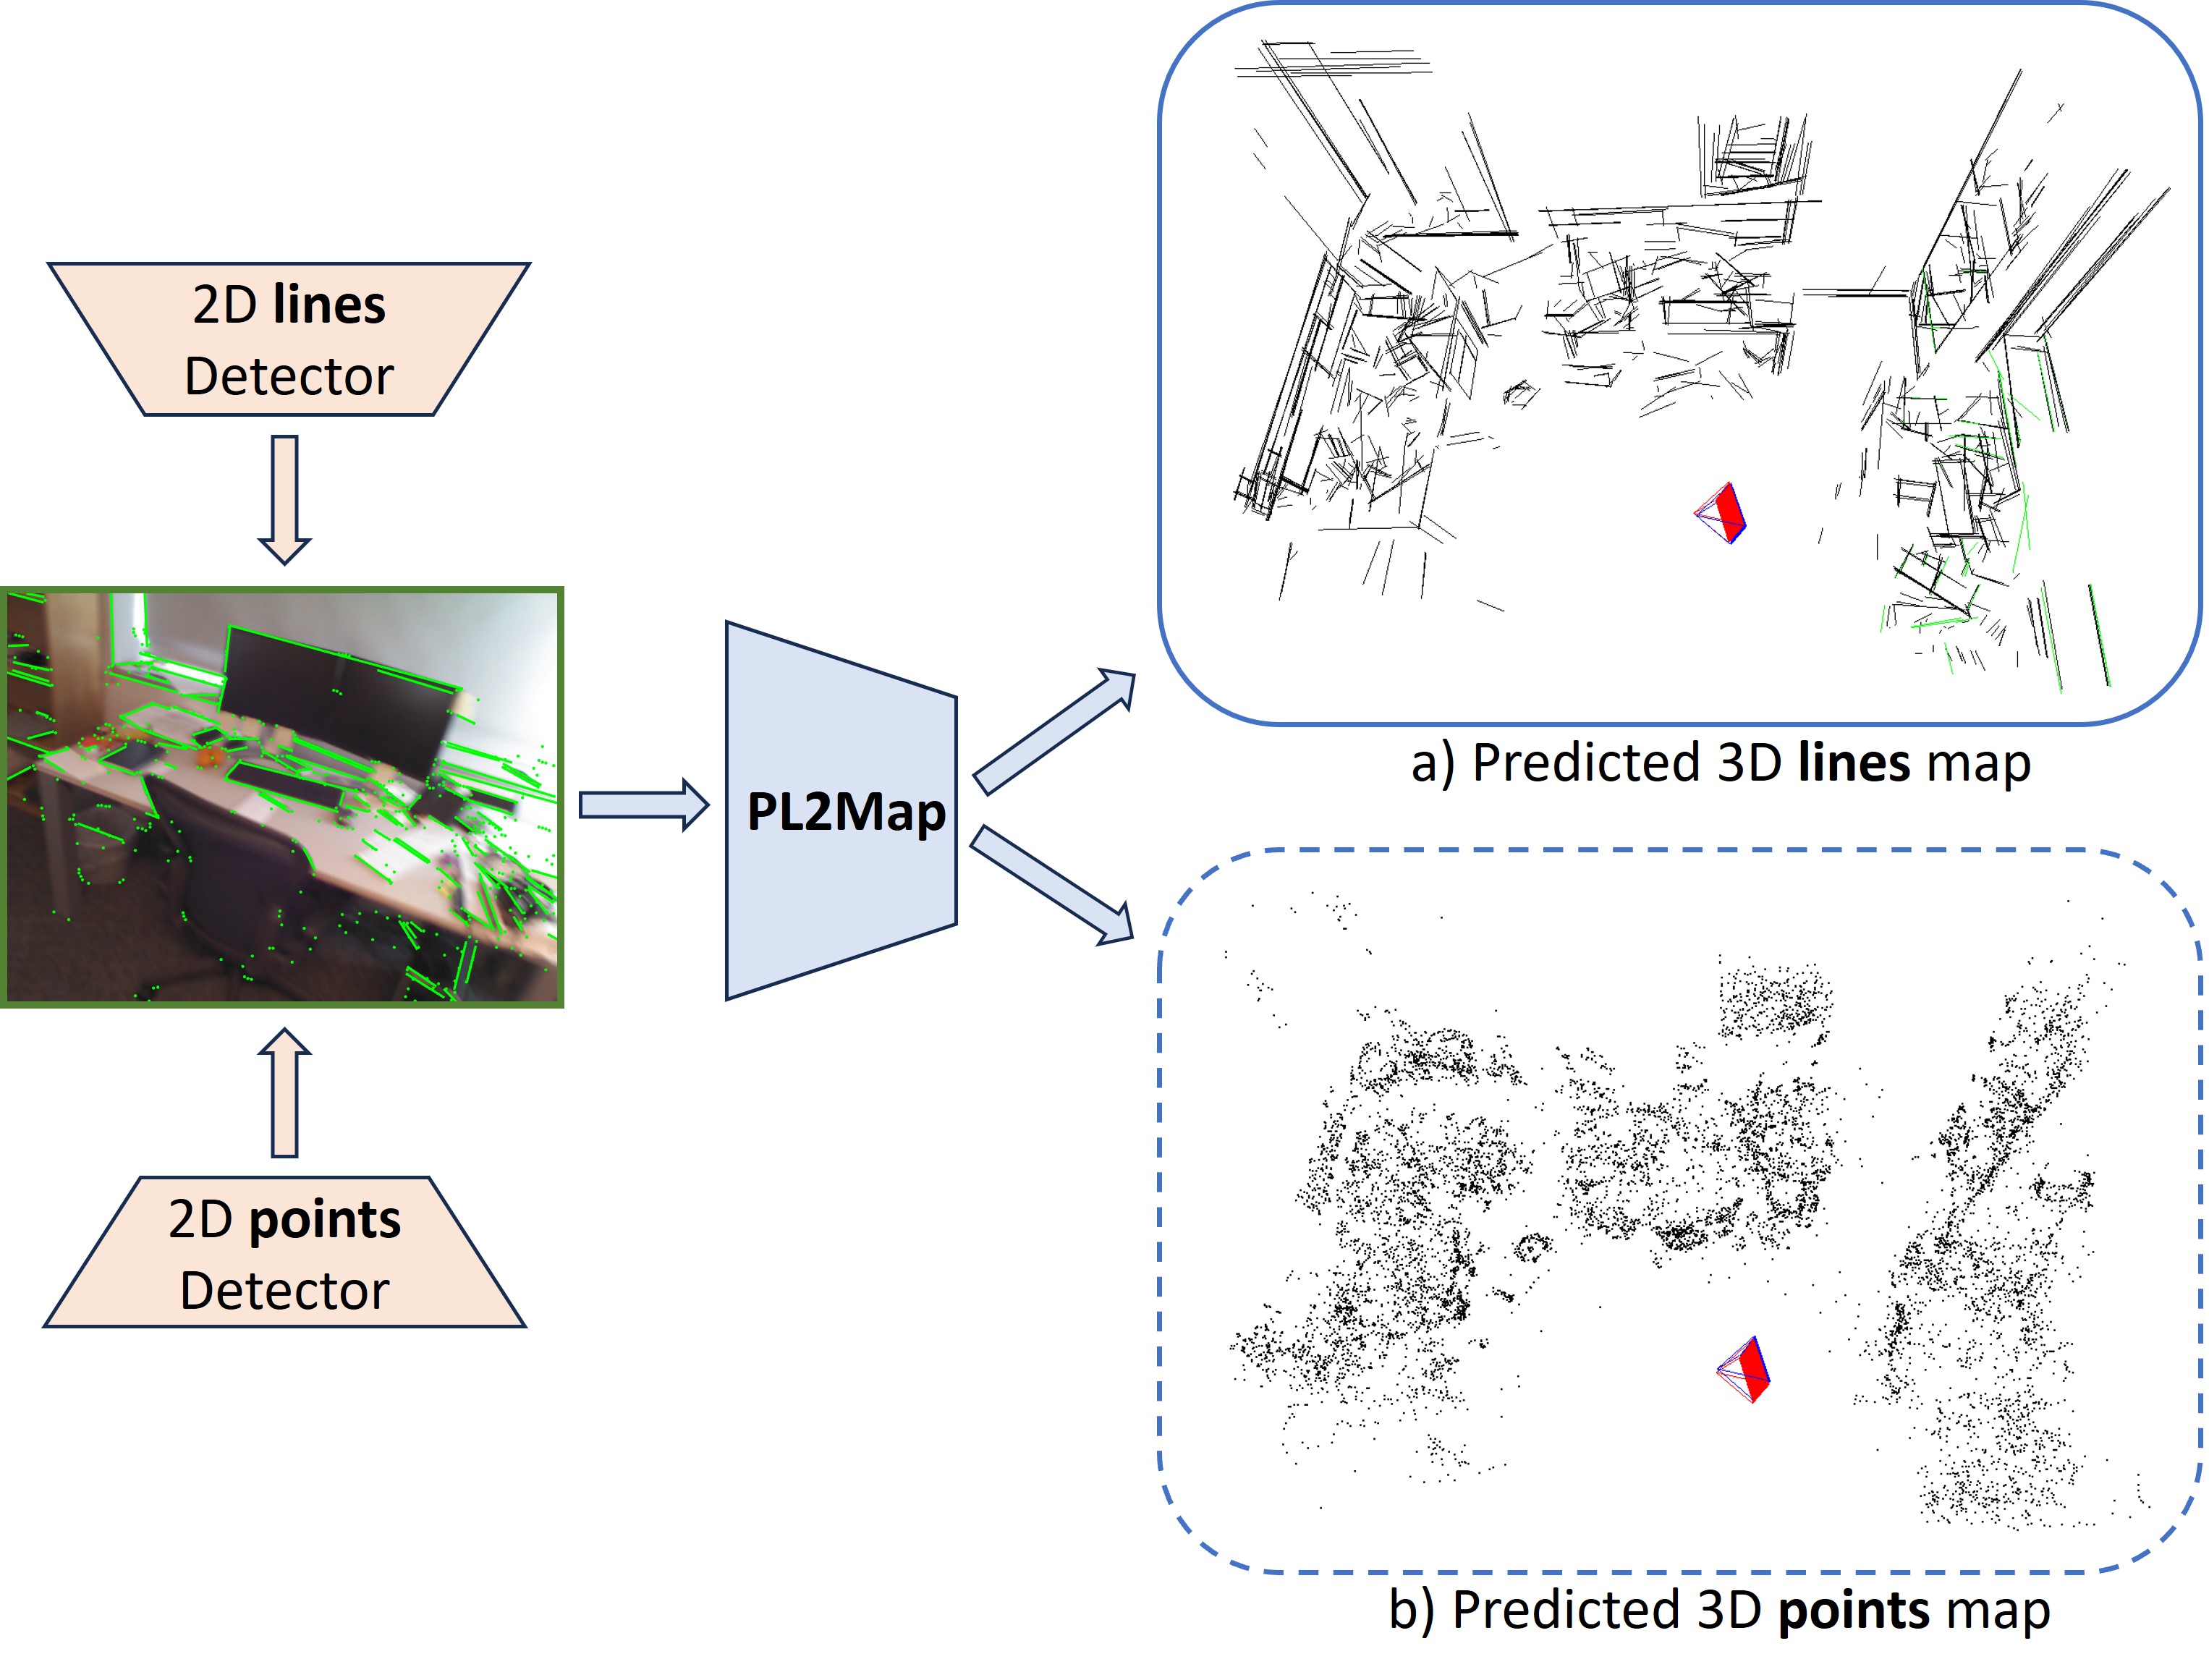 2D lines
Detector
PL2Map
2D points
Detector
a) Predicted 3D lines map
b) Predicted 3D points map